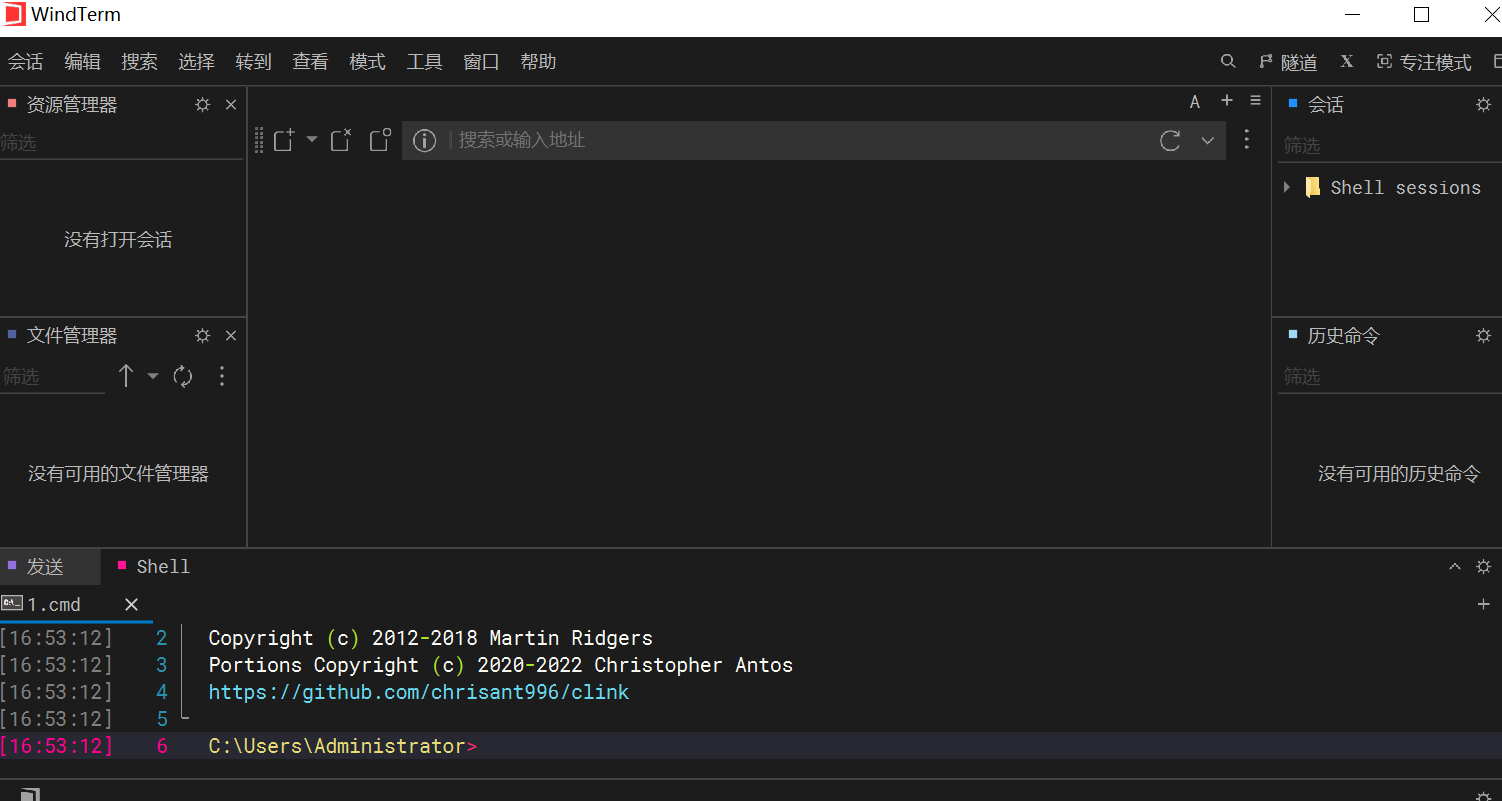 WindTerm
会话 编辑 搜索 选择 转到 查看 模式 工具 窗口 帮助 隧道 X 专注模式
资源管理器
筛选
没有打开会话
文件管理器
筛选
没有可用的文件管理器
A
搜索或输入地址
会话
筛选
Shell sessions
历史命令
筛选
没有可用的历史命令
发送 Shell
1.cmd
[16:53:12] 2 Copyright (c) 2012-2018 Martin Ridgers
[16:53:12] 3 Portions Copyright (c) 2020-2022 Christopher Antos
[16:53:12] 4 https://github.com/chrisant996/clink
[16:53:12] 5
[16:53:12] 6 C:\Users\Administrator>